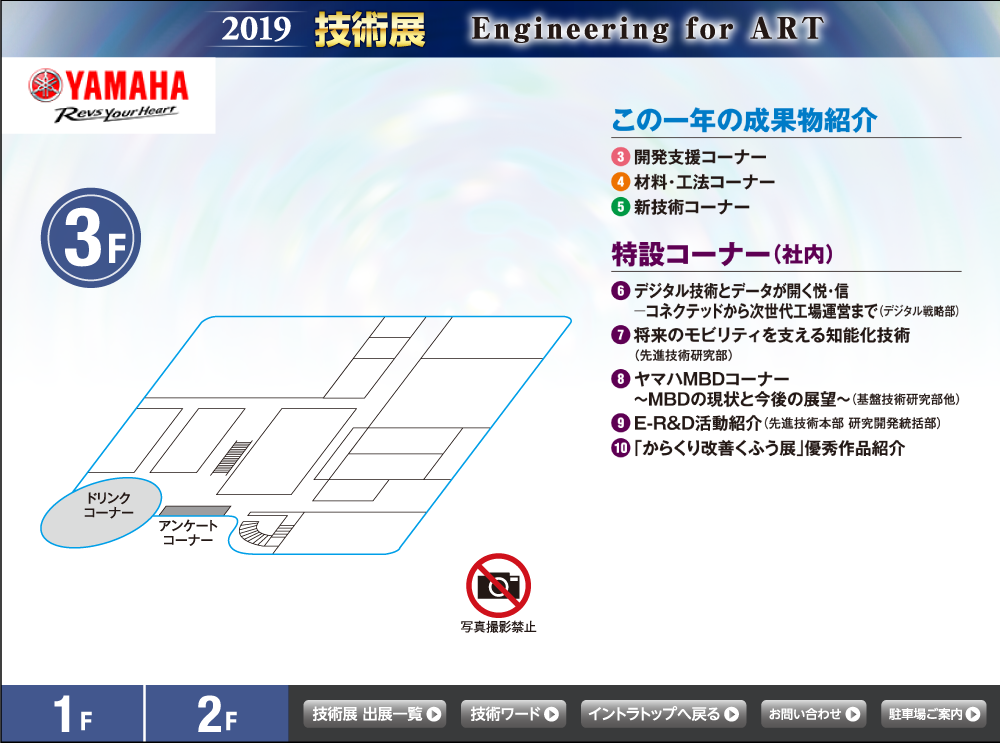 2019 技術展 Engineering for ART
YAMAHA
Revs Your Heart
3F
この一年の成果物紹介
3 開発支援コーナー
4 材料・工法コーナー
5 新技術コーナー
特設コーナー（社内）
6 デジタル技術とデータが開く悦・信
―コネクテッドから次世代工場運営まで（デジタル戦略部）
7 将来のモビリティを支える知能化技術
（先進技術研究部）
8 ヤマハMBDコーナー
～MBDの現状と今後の展望～（基盤技術研究部他）
9 E-R&D活動紹介（先進技術本部 研究開発統括部）
10 「からくり改善くふう展」優秀作品紹介
ドリンク
コーナー
アンケート
コーナー
写真撮影禁止
1F
2F
技術展 出展一覧
技術ワード
イントラトップへ戻る
お問い合わせ
駐車場ご案内